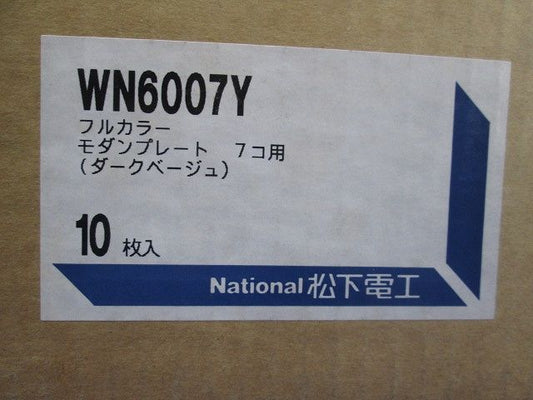 WN6007Y
フルカラー
モダンプレート 7コ用
(ダークベージュ)
10 枚入
National 松下電工